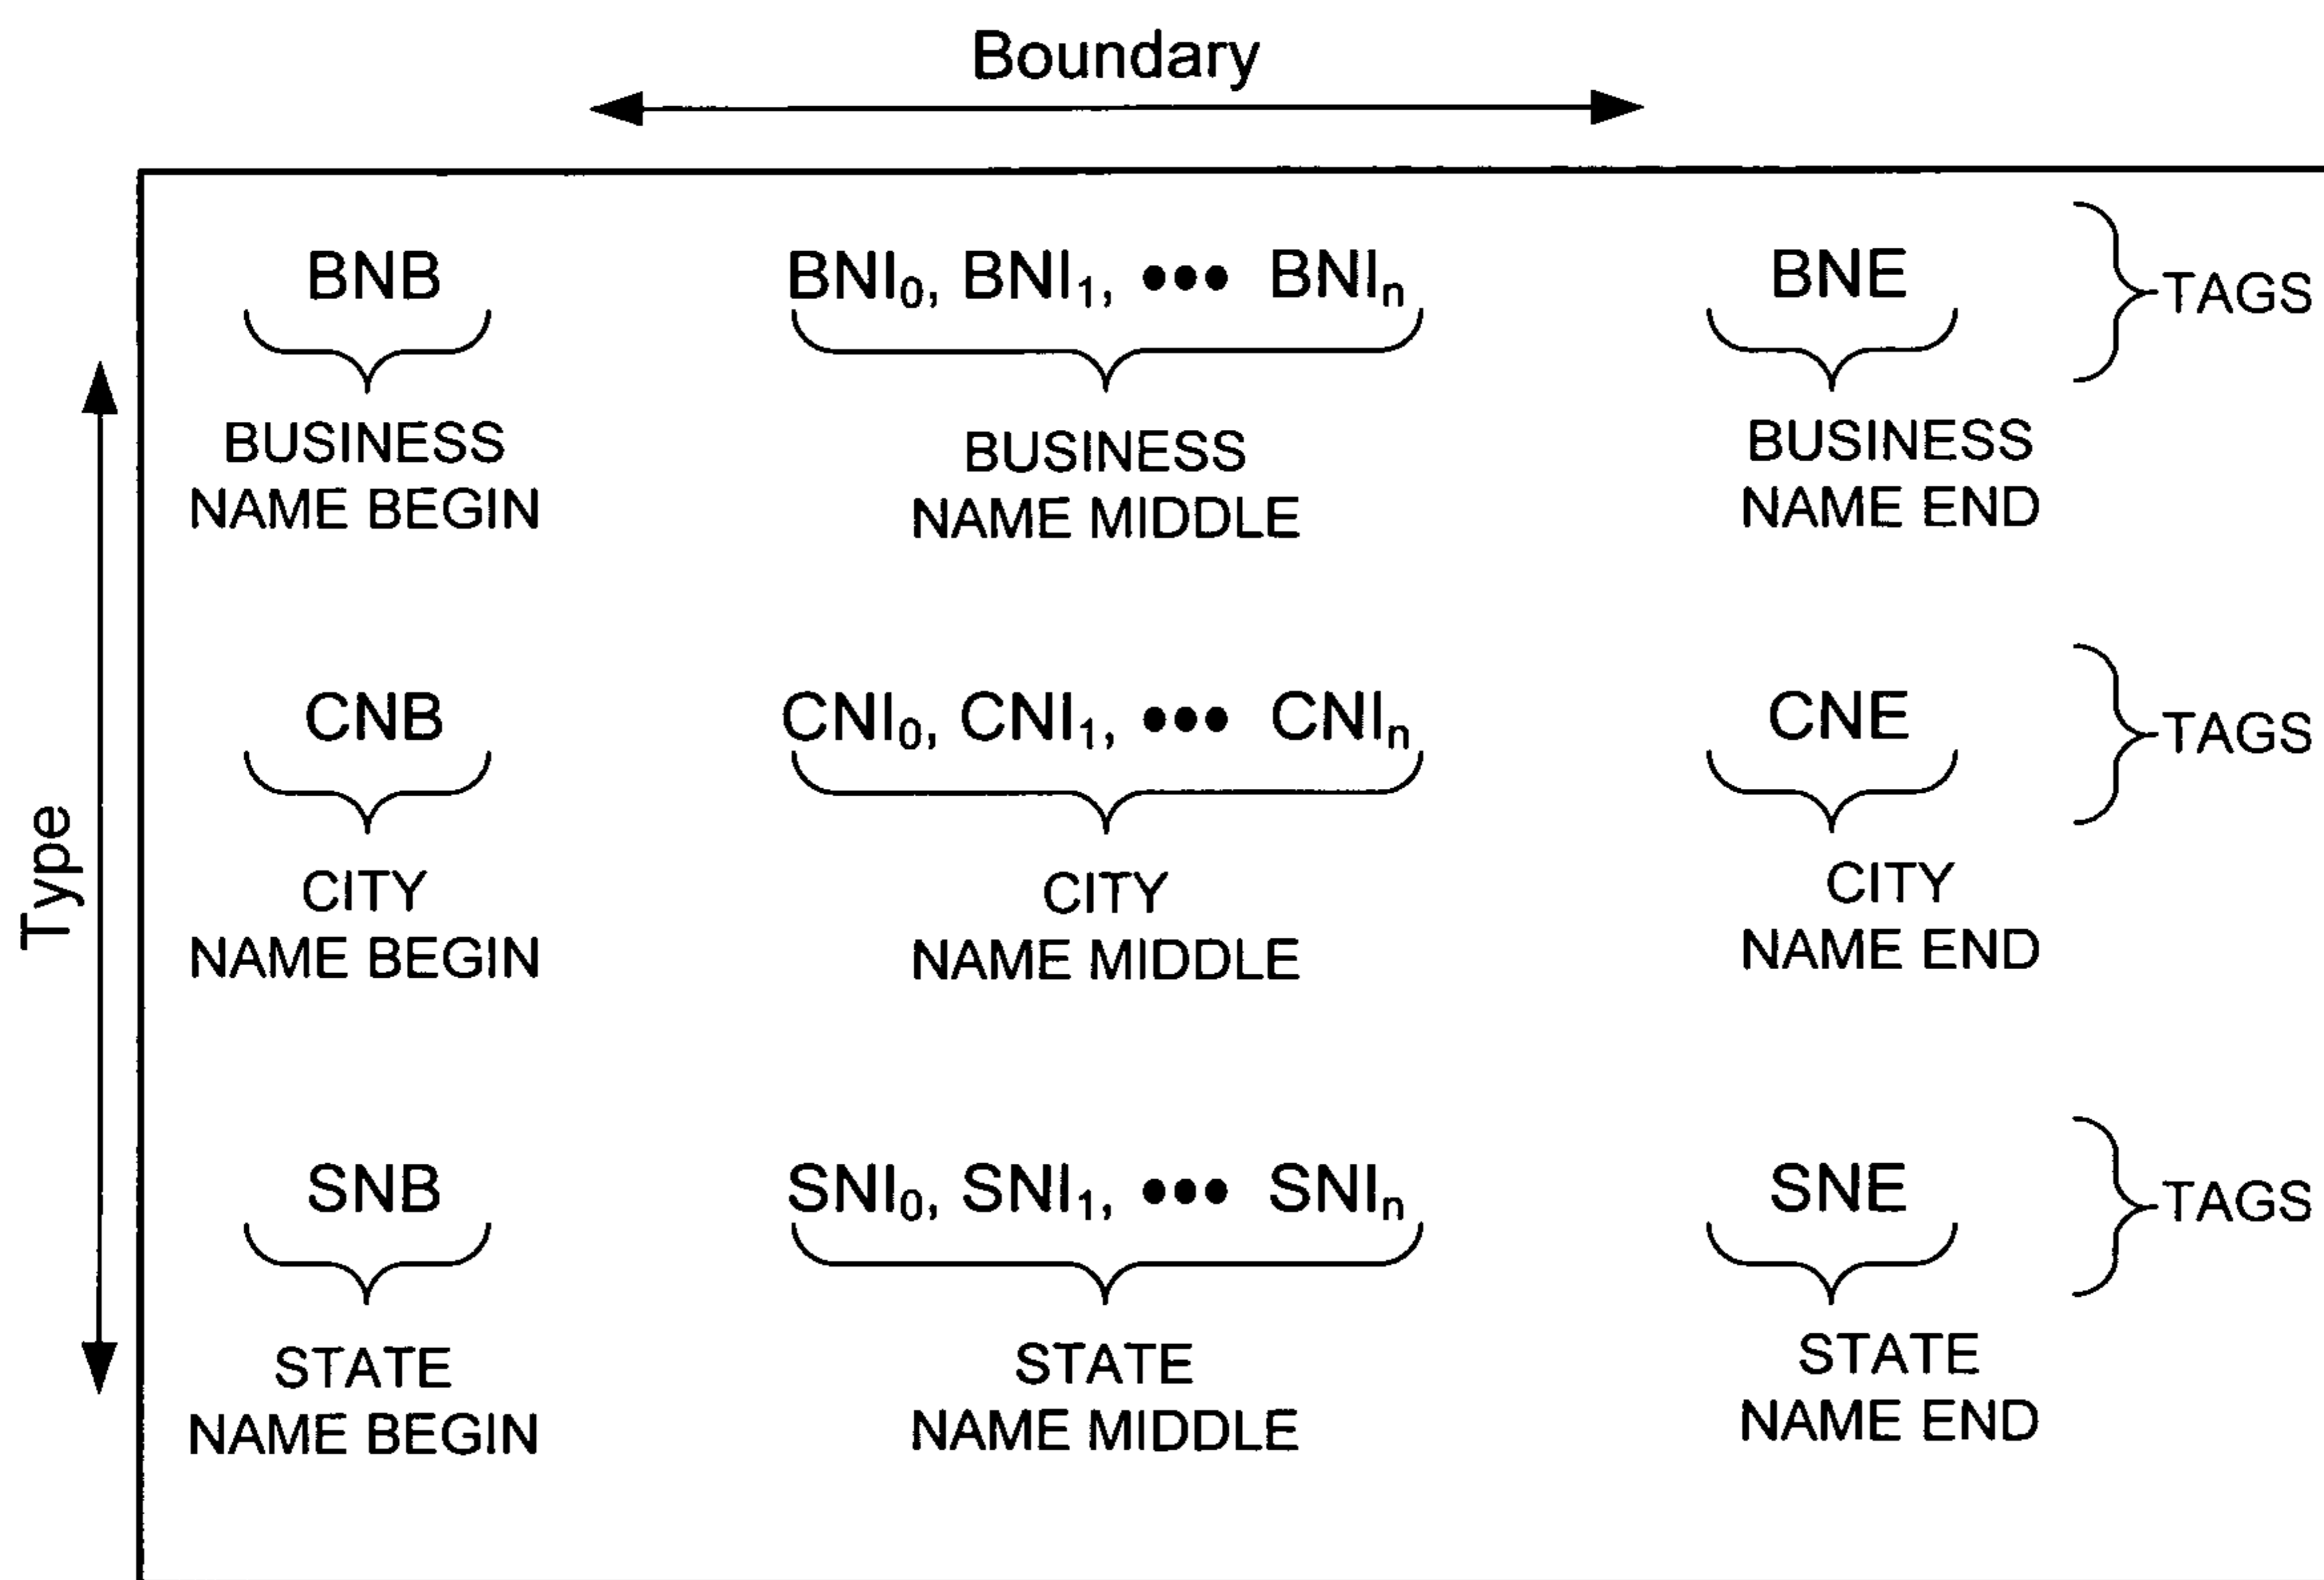 Boundary
Type
BNB BNI₀, BNI₁, ••• BNIₙ BNE TAGS
BUSINESS BUSINESS BUSINESS
NAME BEGIN NAME MIDDLE NAME END
CNB CNI₀, CNI₁, ••• CNIₙ CNE TAGS
CITY CITY CITY
NAME BEGIN NAME MIDDLE NAME END
SNB SNI₀, SNI₁, ••• SNIₙ SNE TAGS
STATE STATE STATE
NAME BEGIN NAME MIDDLE NAME END